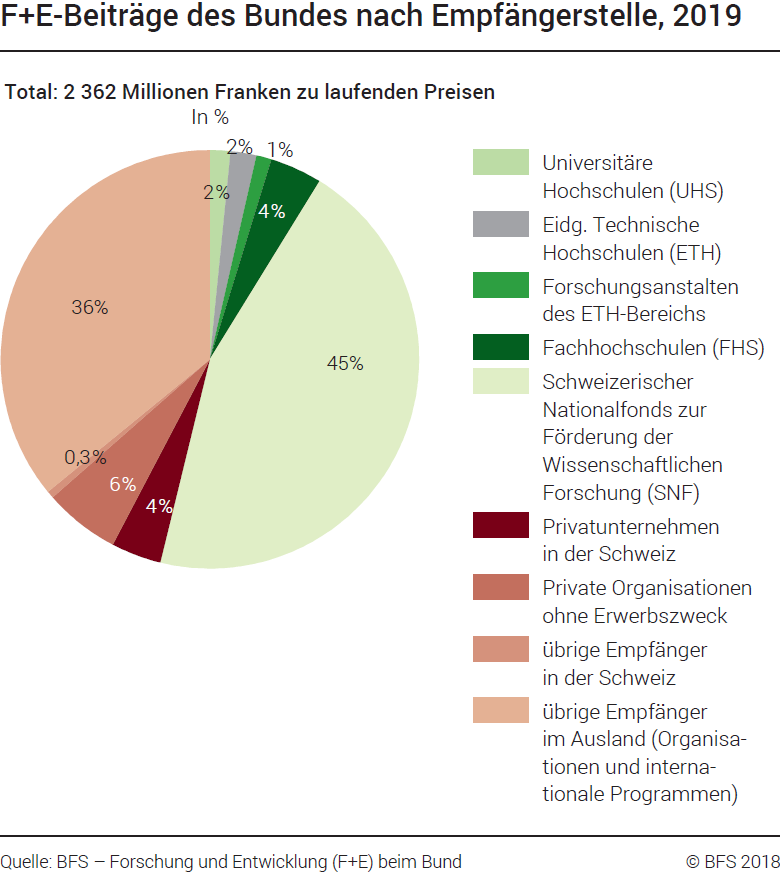 F+E-Beiträge des Bundes nach Empfängerstelle, 2019
Total: 2 362 Millionen Franken zu laufenden Preisen
In %
2%
2%
1%
4%
45%
4%
6%
0,3%
36%
Universitäre
Hochschulen (UHS)
Eidg. Technische
Hochschulen (ETH)
Forschungsanstalten
des ETH-Bereichs
Fachhochschulen (FHS)
Schweizerischer
Nationalfonds zur
Förderung der
Wissenschaftlichen
Forschung (SNF)
Privatunternehmen
in der Schweiz
Private Organisationen
ohne Erwerbszweck
übrige Empfänger
in der Schweiz
übrige Empfänger
im Ausland (Organisa-
tionen und interna-
tionale Programmen)
Quelle: BFS – Forschung und Entwicklung (F+E) beim Bund
© BFS 2018